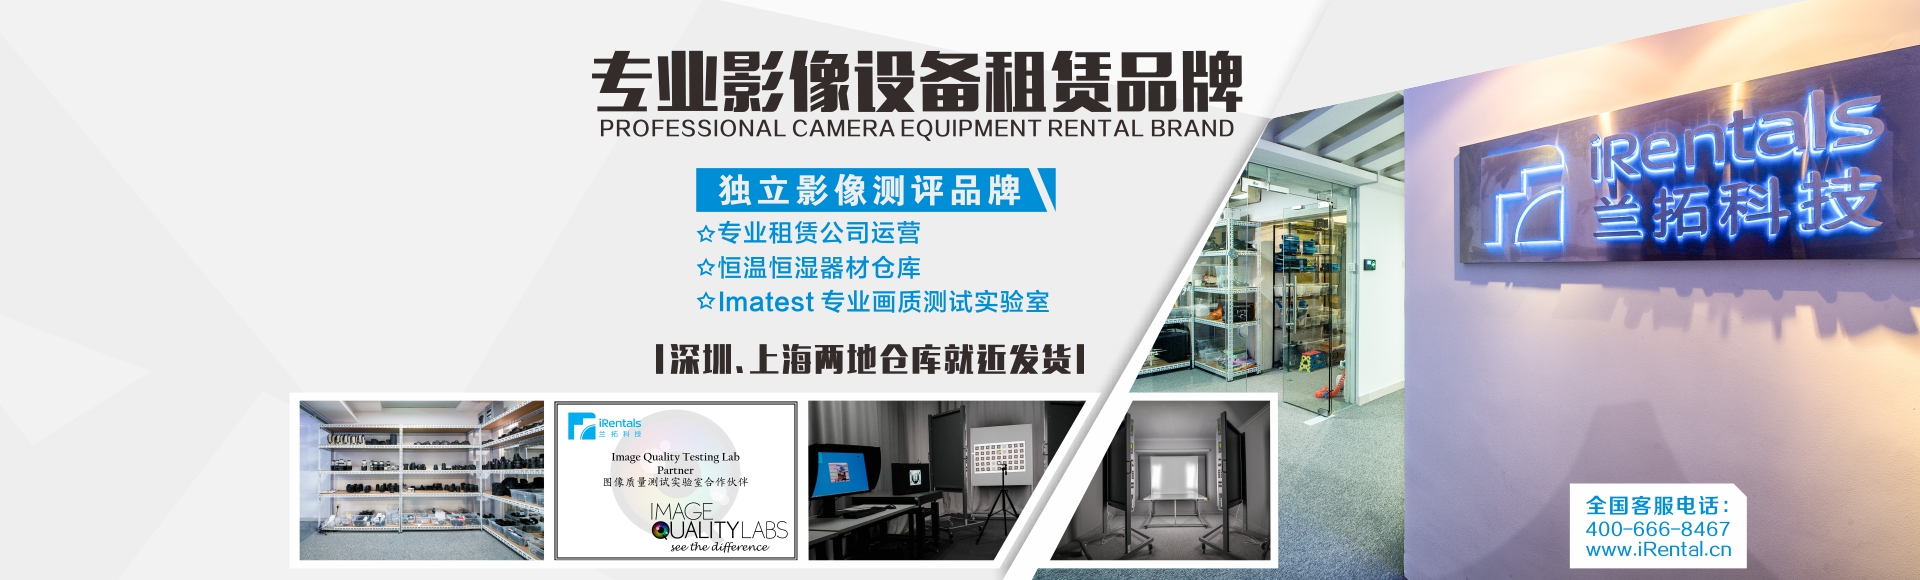 专业影像设备租赁品牌
PROFESSIONAL CAMERA EQUIPMENT RENTAL BRAND
独立影像测评品牌
☆专业租赁公司运营
☆恒温恒湿器材仓库
☆Imatest 专业画质测试实验室
深圳、上海两地仓库就近发货
iRentals
兰拓科技
iRentals
兰拓科技
Image Quality Testing Lab
Partner
图像质量测试实验室合作伙伴
IMAGE
QUALITY LABS
see the difference
全国客服电话：
400-666-8467
www.iRental.cn